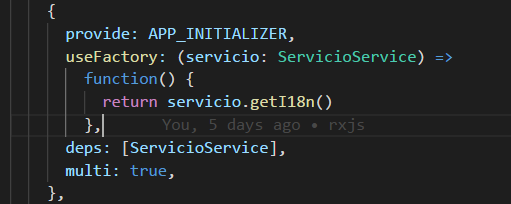 {
provide: APP_INITIALIZER,
useFactory: (servicio: ServicioService) =>
function() {
return servicio.getI18n()
}, You, 5 days ago • rxjs
deps: [ServicioService],
multi: true,
},